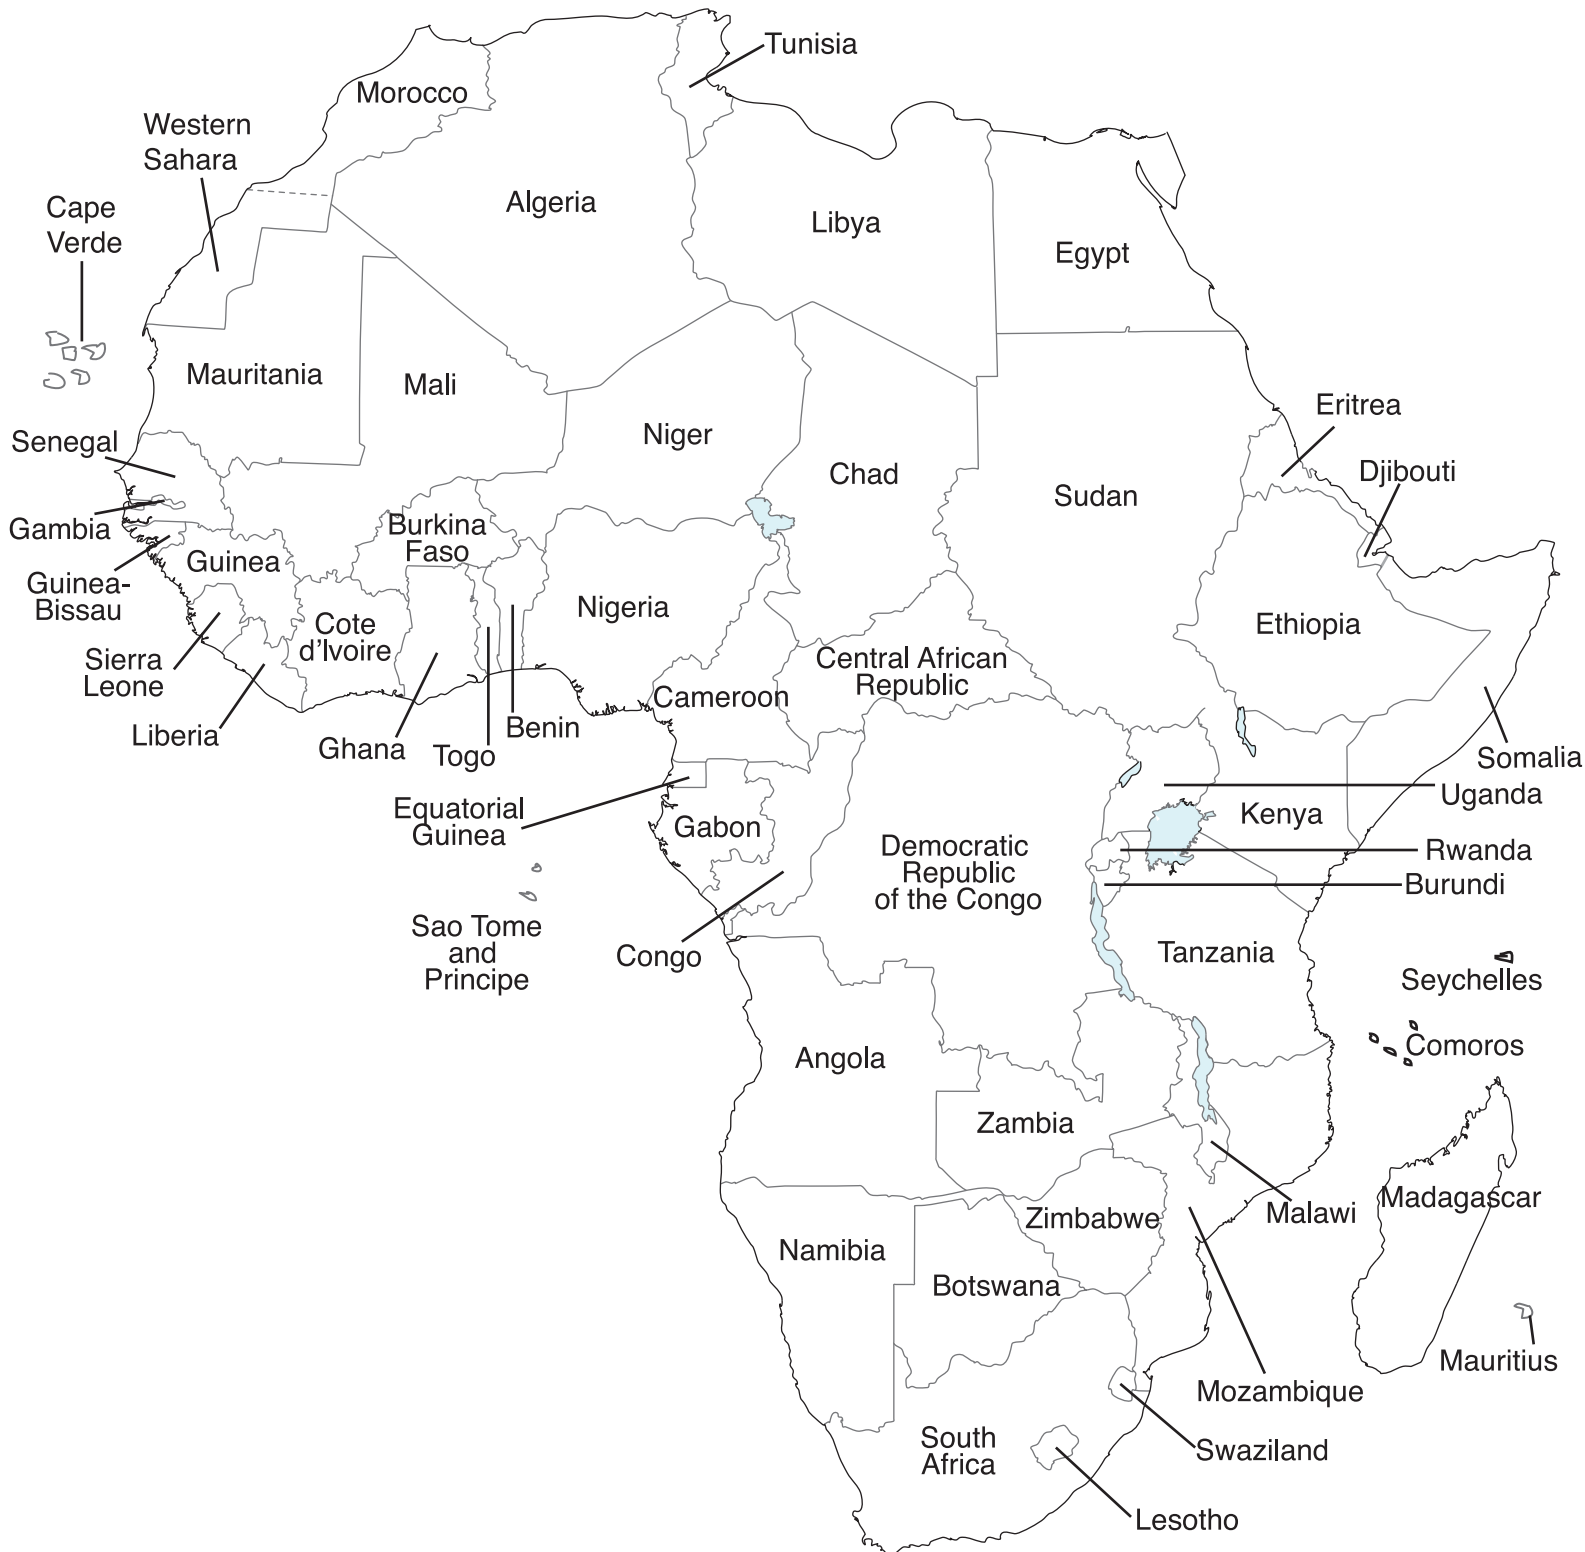 Tunisia
Morocco
Western
Sahara
Cape
Verde
Algeria
Libya
Egypt
Mauritania
Mali
Niger
Chad
Sudan
Eritrea
Djibouti
Senegal
Gambia
Guinea-
Bissau
Guinea
Burkina
Faso
Sierra
Leone
Liberia
Cote
d'Ivoire
Ghana
Togo
Benin
Nigeria
Cameroon
Central African
Republic
Ethiopia
Somalia
Uganda
Kenya
Rwanda
Burundi
Equatorial
Guinea
Gabon
Democratic
Republic
of the Congo
Sao Tome
and
Principe
Congo
Tanzania
Seychelles
Comoros
Angola
Zambia
Malawi
Madagascar
Namibia
Zimbabwe
Botswana
Mauritius
Mozambique
South
Africa
Swaziland
Lesotho